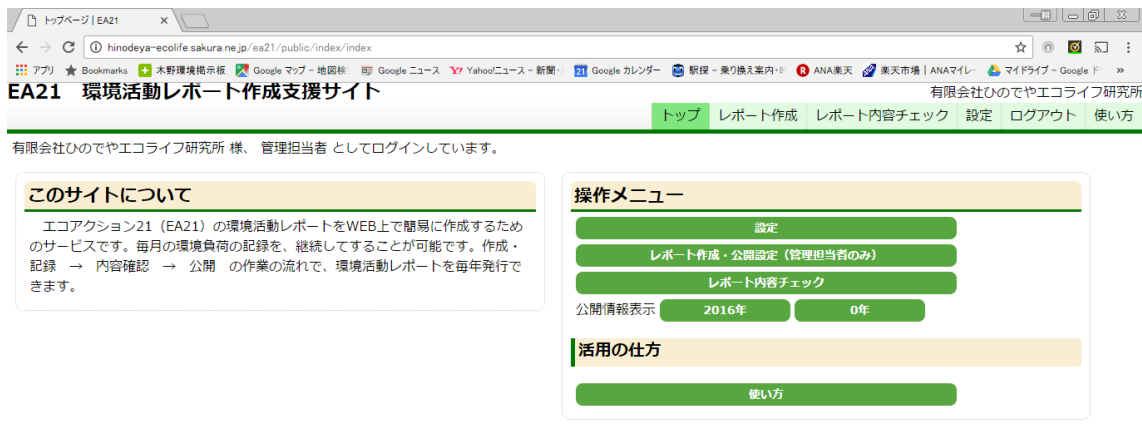 トップページ | EA21
hinodeya-ecolife.sakura.ne.jp/ea21/public/index/index
アプリ Bookmarks 木野環境掲示板 Google マップ - 地図検 Google ニュース Yahoo!ニュース - 新聞・ Google カレンダー 駅探 - 乗り換え案内・ ANA楽天 楽天市場 | ANAマイレー マイドライブ - Google ド »
EA21 環境活動レポート作成支援サイト
有限会社ひのでやエコライフ研究所
トップ レポート作成 レポート内容チェック 設定 ログアウト 使い方
有限会社ひのでやエコライフ研究所 様、 管理担当者 としてログインしています。
このサイトについて
エコアクション21（EA21）の環境活動レポートをWEB上で簡易に作成するため
のサービスです。毎月の環境負荷の記録を、継続してすることが可能です。作成・
記録 → 内容確認 → 公開 の作業の流れで、環境活動レポートを毎年発行で
きます。
操作メニュー
設定
レポート作成・公開設定（管理担当者のみ）
レポート内容チェック
公開情報表示 2016年 0年
活用の仕方
使い方